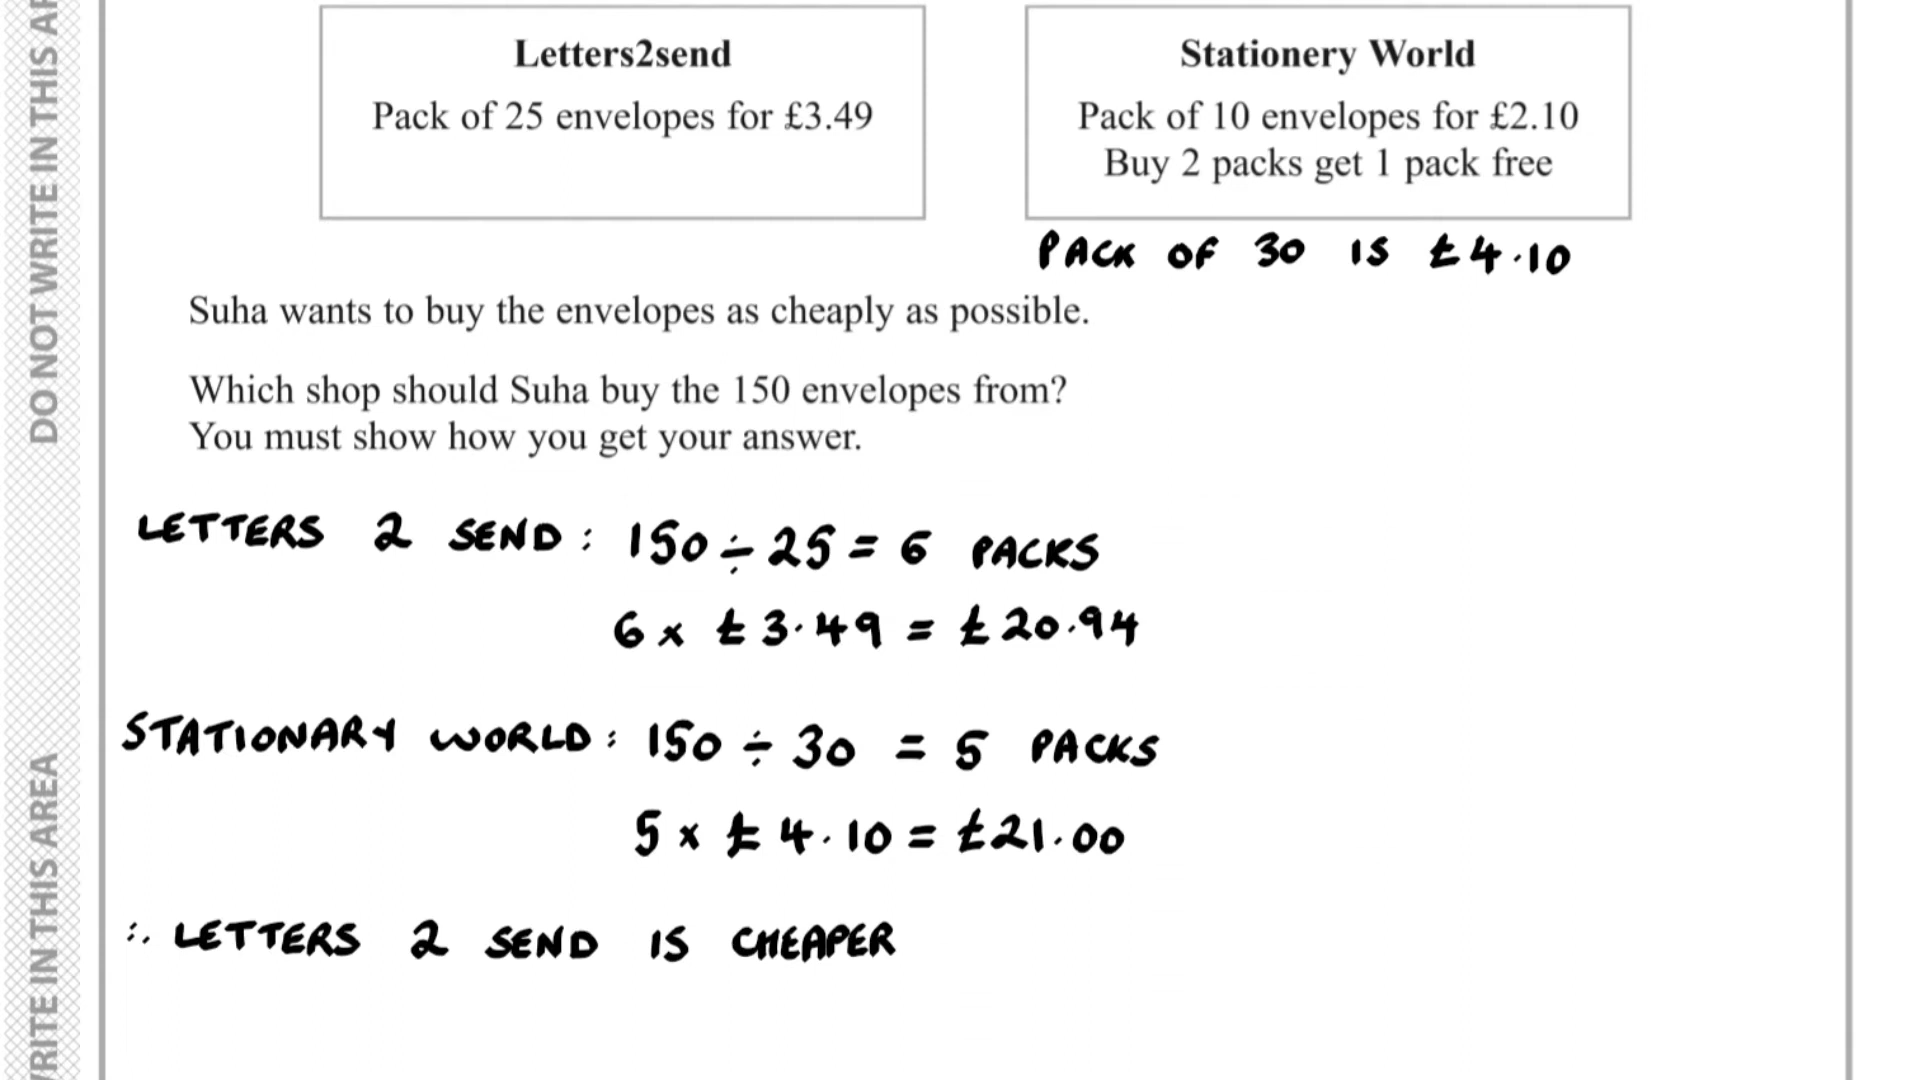 DO NOT WRITE IN THIS AR
Letters2send
Pack of 25 envelopes for £3.49
Stationery World
Pack of 10 envelopes for £2.10
Buy 2 packs get 1 pack free
PACK OF 30 IS £4.10
Suha wants to buy the envelopes as cheaply as possible.
Which shop should Suha buy the 150 envelopes from?
You must show how you get your answer.
LETTERS 2 SEND: 150 ÷ 25 = 6 PACKS
6 x £3.49 = £20.94
STATIONARY WORLD: 150 ÷ 30 = 5 PACKS
5 x £4.10 = £21.00
∴ LETTERS 2 SEND IS CHEAPER
WRITE IN THIS AREA